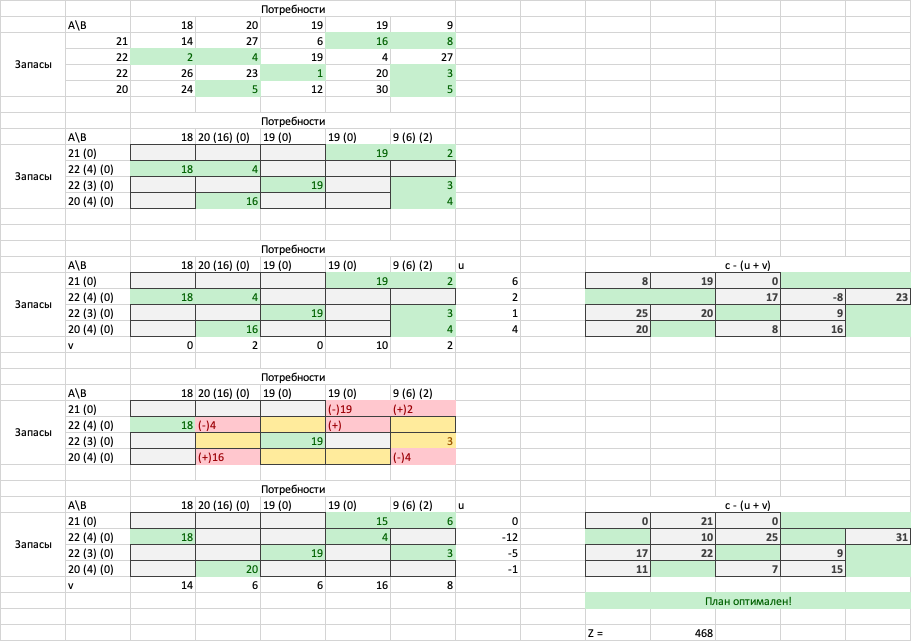 Потребности
A\B 18 20 19 19 9
21 14 27 6 16 8
Запасы 22 2 4 19 4 27
22 26 23 1 20 3
20 24 5 12 30 5
Потребности
A\B 18 20 (16) (0) 19 (0) 19 (0) 9 (6) (2)
21 (0) 19 2
Запасы 22 (4) (0) 18 4
22 (3) (0) 19 3
20 (4) (0) 16 4
Потребности
A\B 18 20 (16) (0) 19 (0) 19 (0) 9 (6) (2) u c - (u + v)
21 (0) 19 2 6 8 19 0
Запасы 22 (4) (0) 18 4 2 17 -8 23
22 (3) (0) 19 3 1 25 20 9
20 (4) (0) 16 4 4 20 8 16
v 0 2 0 10 2
Потребности
A\B 18 20 (16) (0) 19 (0) 19 (0) 9 (6) (2)
21 (0) (-)19 (+)2
Запасы 22 (4) (0) 18 (-)4 (+)
22 (3) (0) 19 3
20 (4) (0) (+)16 (-)4
Потребности
A\B 18 20 (16) (0) 19 (0) 19 (0) 9 (6) (2) u c - (u + v)
21 (0) 15 6 0 0 21 0
Запасы 22 (4) (0) 18 4 -12 10 25 31
22 (3) (0) 19 3 -5 17 22 9
20 (4) (0) 20 -1 11 7 15
v 14 6 6 16 8
План оптимален!
Z = 468